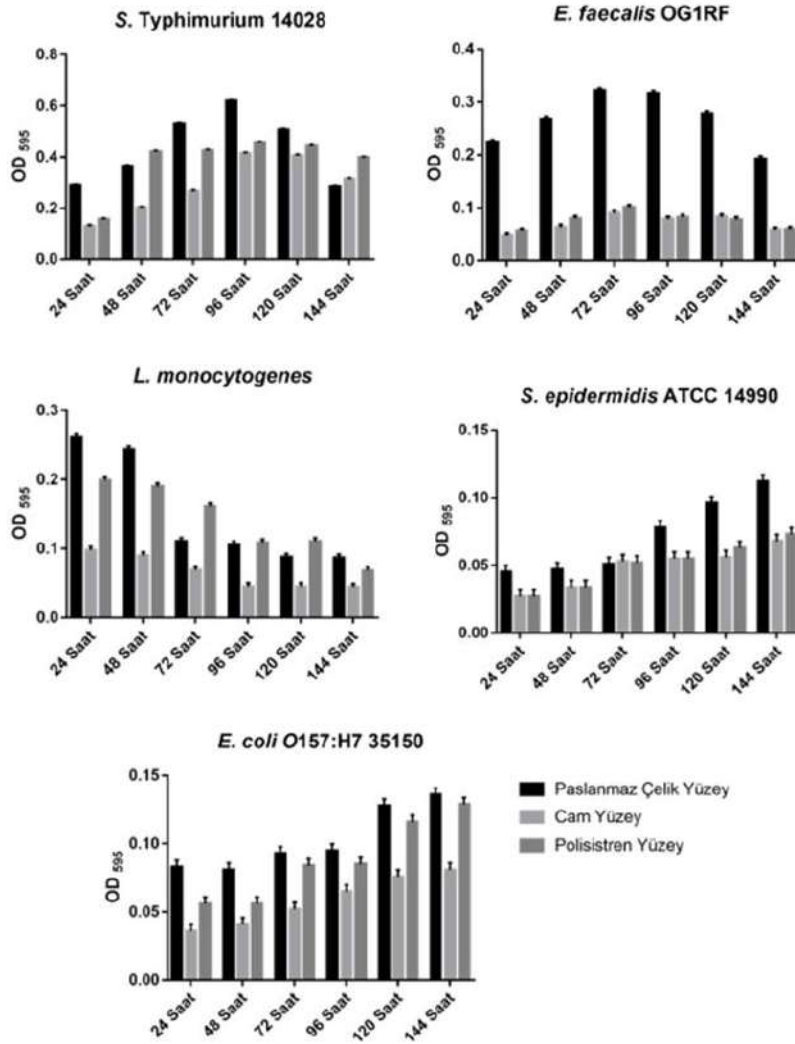 S. Typhimurium 14028
OD 595
0.8
0.6
0.4
0.2
0.0
24 Saat
48 Saat
72 Saat
96 Saat
120 Saat
144 Saat
E. faecalis OG1RF
OD 595
0.4
0.3
0.2
0.1
0.0
24 Saat
48 Saat
72 Saat
96 Saat
120 Saat
144 Saat
L. monocytogenes
OD 595
0.3
0.2
0.1
0.0
24 Saat
48 Saat
72 Saat
96 Saat
120 Saat
144 Saat
S. epidermidis ATCC 14990
OD 595
0.15
0.10
0.05
0.00
24 Saat
48 Saat
72 Saat
96 Saat
120 Saat
144 Saat
E. coli O157:H7 35150
OD 595
0.15
0.10
0.05
0.00
24 Saat
48 Saat
72 Saat
96 Saat
120 Saat
144 Saat
Paslanmaz Çelik Yüzey
Cam Yüzey
Polisistren Yüzey